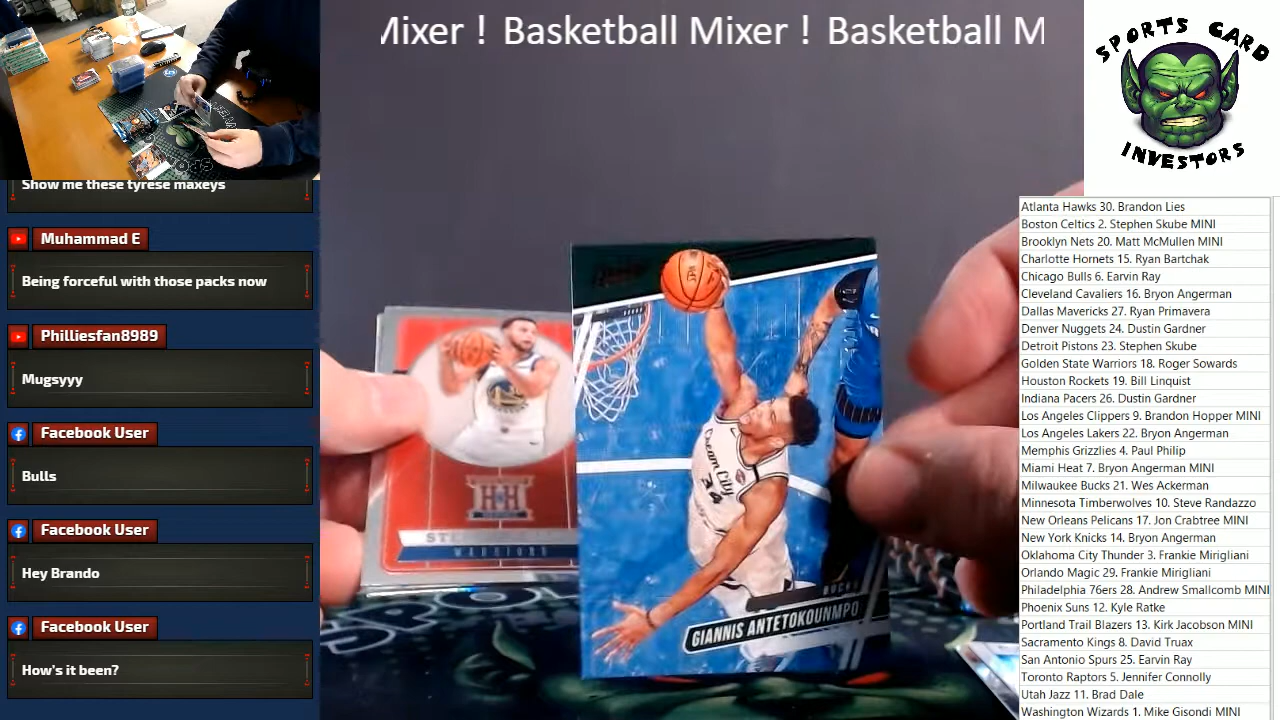 Mixer ! Basketball Mixer ! Basketball M
SPORTS CARD
INVESTORS
Show me these tyrese maxeys
Muhammad E
Being forceful with those packs now
Philliesfan8989
Mugsyyy
Facebook User
Bulls
Facebook User
Hey Brando
Facebook User
How's it been?
Cream City
34
BUCKS
GIANNIS ANTETOKOUNMPO
HH
STE
WARRIORS
Atlanta Hawks 30. Brandon Lies
Boston Celtics 2. Stephen Skube MINI
Brooklyn Nets 20. Matt McMullen MINI
Charlotte Hornets 15. Ryan Bartchak
Chicago Bulls 6. Earvin Ray
Cleveland Cavaliers 16. Bryon Angerman
Dallas Mavericks 27. Ryan Primavera
Denver Nuggets 24. Dustin Gardner
Detroit Pistons 23. Stephen Skube
Golden State Warriors 18. Roger Sowards
Houston Rockets 19. Bill Linquist
Indiana Pacers 26. Dustin Gardner
Los Angeles Clippers 9. Brandon Hopper MINI
Los Angeles Lakers 22. Bryon Angerman
Memphis Grizzlies 4. Paul Philip
Miami Heat 7. Bryon Angerman MINI
Milwaukee Bucks 21. Wes Ackerman
Minnesota Timberwolves 10. Steve Randazzo
New Orleans Pelicans 17. Jon Crabtree MINI
New York Knicks 14. Bryon Angerman
Oklahoma City Thunder 3. Frankie Mirigliani
Orlando Magic 29. Frankie Mirigliani
Philadelphia 76ers 28. Andrew Smallcomb MINI
Phoenix Suns 12. Kyle Ratke
Portland Trail Blazers 13. Kirk Jacobson MINI
Sacramento Kings 8. David Truax
San Antonio Spurs 25. Earvin Ray
Toronto Raptors 5. Jennifer Connolly
Utah Jazz 11. Brad Dale
Washington Wizards 1. Mike Gisondi MINI